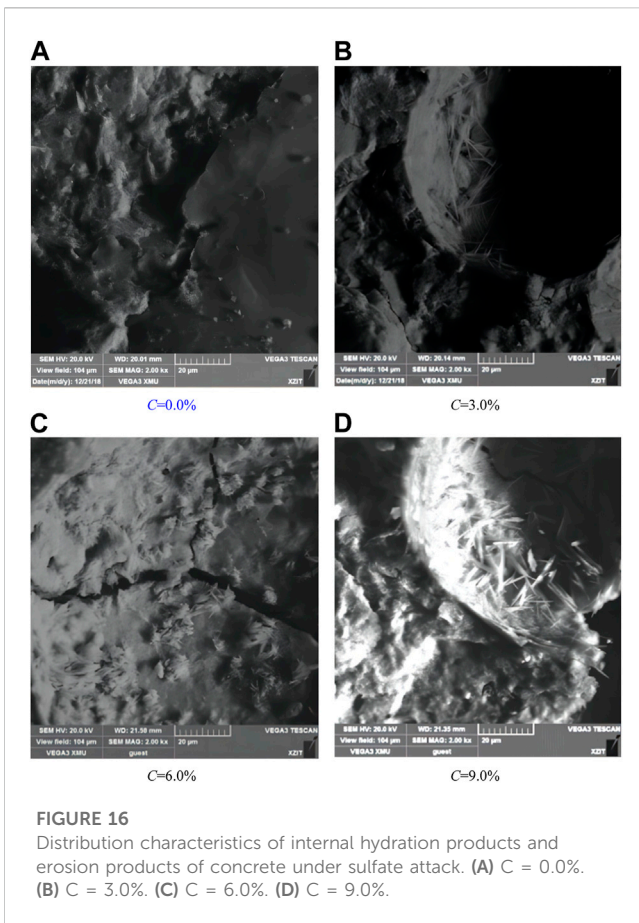 A
B
SEM HV: 20.0 kV WD: 20.01 mm VEGA3 TESCAN
View field: 104 µm SEM MAG: 2.00 kx 20 µm
Date(m/d/y): 12/21/18 VEGA3 XMU XZIT
C=0.0%
SEM HV: 20.0 kV WD: 20.14 mm VEGA3 TESCAN
View field: 104 µm SEM MAG: 2.00 kx 20 µm
Date(m/d/y): 12/21/18 VEGA3 XMU XZIT
C=3.0%
C
D
SEM HV: 20.0 kV WD: 21.56 mm VEGA3 TESCAN
View field: 104 µm SEM MAG: 2.00 kx 20 µm
VEGA3 XMU guest XZIT
C=6.0%
SEM HV: 20.0 kV WD: 21.35 mm VEGA3 TESCAN
View field: 104 µm SEM MAG: 2.00 kx 20 µm
VEGA3 XMU guest XZIT
C=9.0%
FIGURE 16
Distribution characteristics of internal hydration products and
erosion products of concrete under sulfate attack. (A) C = 0.0%.
(B) C = 3.0%. (C) C = 6.0%. (D) C = 9.0%.